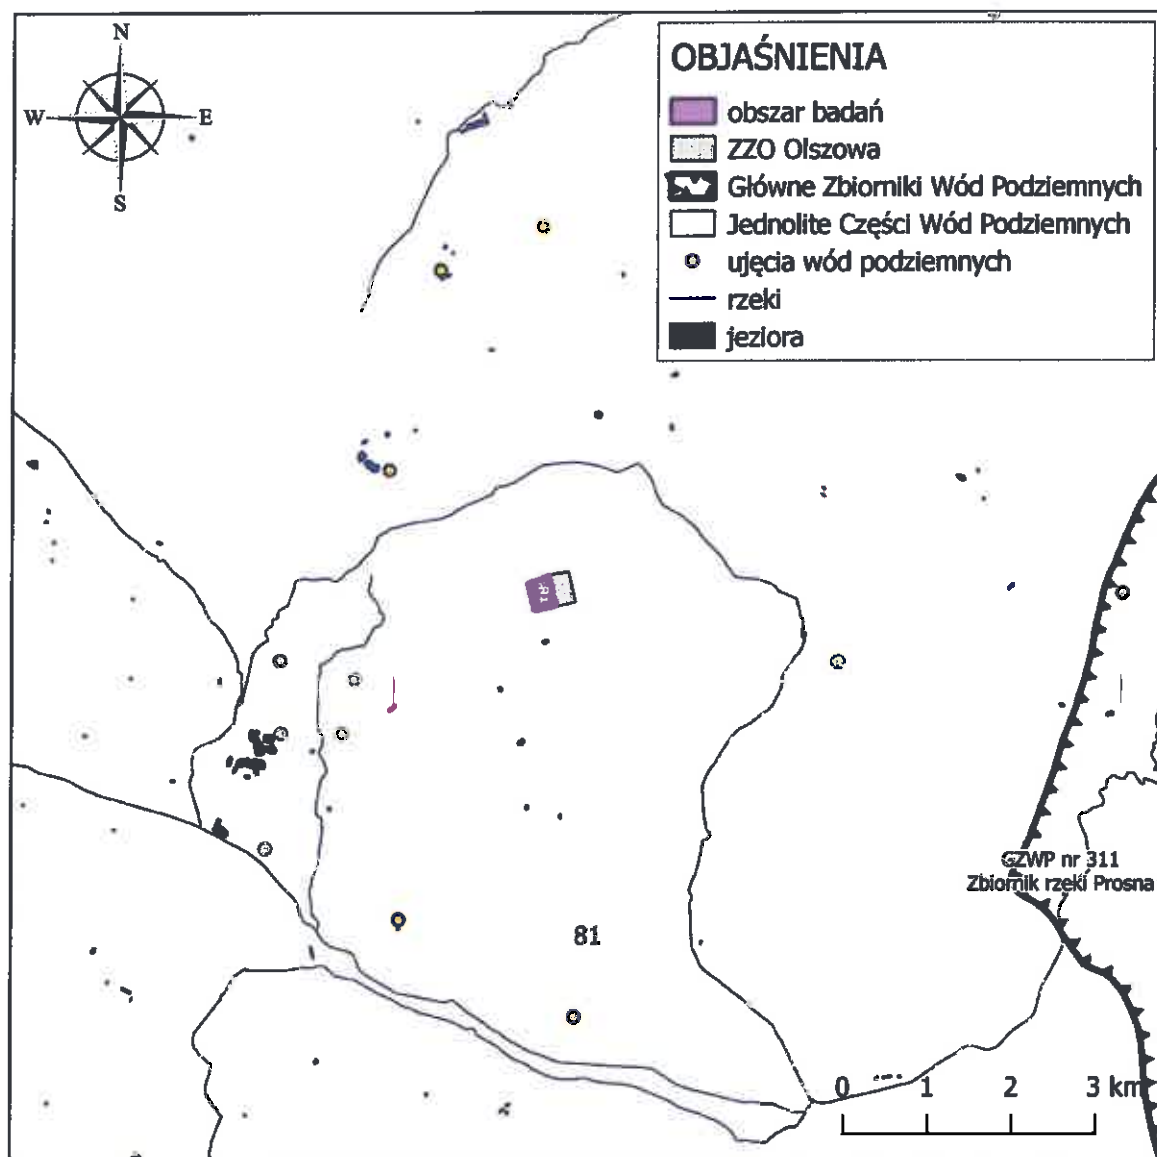 N
W E
S
OBJAŚNIENIA
obszar badań
ZZO Olszowa
Główne Zbiorniki Wód Podziemnych
Jednolite Części Wód Podziemnych
ujęcia wód podziemnych
rzeki
jeziora
GZWP nr 311
Zbiornik rzeki Prosna
81
0 1 2 3 km